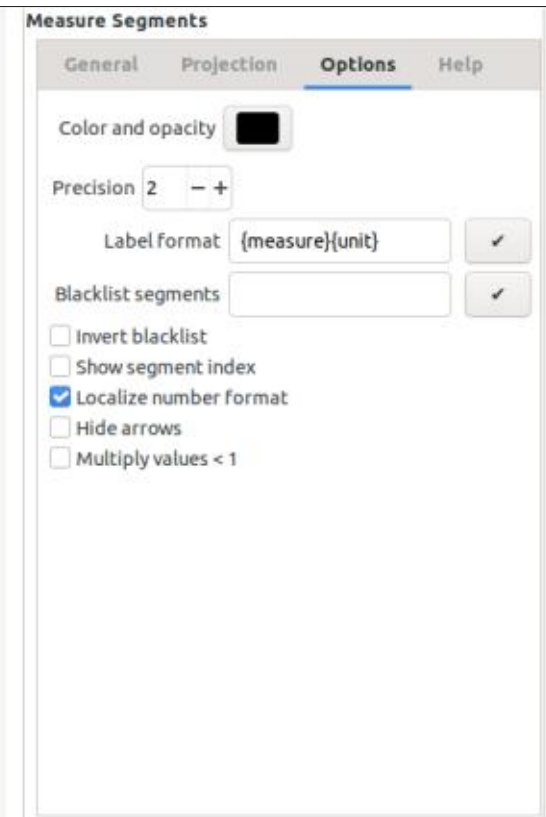 Measure Segments
General Projection Options Help
Color and opacity
Precision 2 − +
Label format {measure}{unit} ✔
Blacklist segments ✔
Invert blacklist
Show segment index
Localize number format
Hide arrows
Multiply values < 1